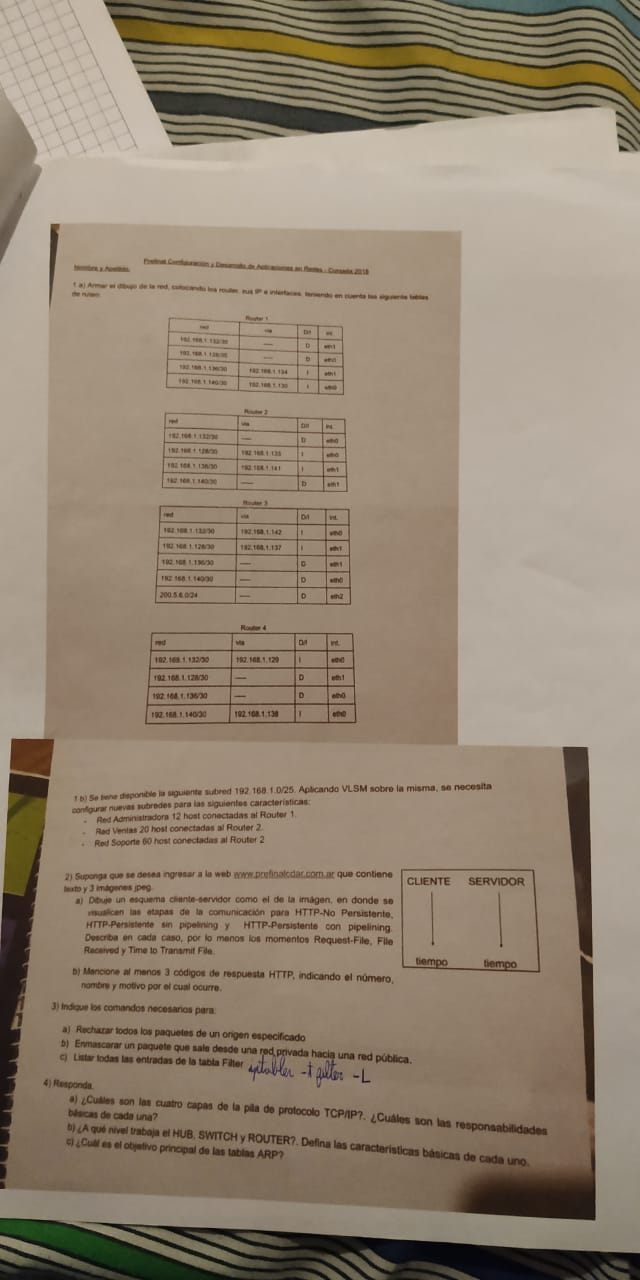 Prefinal Configuración y Desarrollo de Aplicaciones en Redes - Cursada 2018
Nombre y Apellido:
1 a) Armar el dibujo de la red, colocando los router, sus IP e interfaces, teniendo en cuenta las siguiente tablas
de ruteo:
Router 1
red via D/I int.
192.168.1.132/30 ---- D eth1
192.168.1.128/30 ---- D eth0
192.168.1.136/30 192.168.1.134 I eth1
192.168.1.140/30 192.168.1.130 I eth0
Router 2
red via D/I int.
192.168.1.132/30 ---- D eth0
192.168.1.128/30 192.168.1.133 I eth0
192.168.1.136/30 192.168.1.141 I eth1
192.168.1.140/30 ---- D eth1
Router 3
red via D/I int.
192.168.1.132/30 192.168.1.142 I eth0
192.168.1.128/30 192.168.1.137 I eth1
192.168.1.136/30 ---- D eth1
192.168.1.140/30 ---- D eth0
200.5.6.0/24 ---- D eth2
Router 4
red via D/I int.
192.168.1.132/30 192.168.1.129 I eth0
192.168.1.128/30 ---- D eth1
192.168.1.136/30 ---- D eth0
192.168.1.140/30 192.168.1.138 I eth0
1 b) Se tiene disponible la siguiente subred 192.168.1.0/25. Aplicando VLSM sobre la misma, se necesita
configurar nuevas subredes para las siguientes características:
- Red Administradora 12 host conectadas al Router 1.
- Red Ventas 20 host conectadas al Router 2.
- Red Soporte 60 host conectadas al Router 2
2) Suponga que se desea ingresar a la web www.prefinalcdar.com.ar que contiene
texto y 3 imágenes jpeg.
a) Dibuje un esquema cliente-servidor como el de la imágen, en donde se
visualicen las etapas de la comunicación para HTTP-No Persistente,
HTTP-Persistente sin pipelining y HTTP-Persistente con pipelining.
Describa en cada caso, por lo menos los momentos Request-File, File
Received y Time to Transmit File.
CLIENTE SERVIDOR
tiempo tiempo
b) Mencione al menos 3 códigos de respuesta HTTP, indicando el número,
nombre y motivo por el cual ocurre.
3) Indique los comandos necesarios para:
a) Rechazar todos los paquetes de un origen especificado
b) Enmascarar un paquete que sale desde una red privada hacia una red pública.
c) Listar todas las entradas de la tabla Filter iptables -t filter -L
4) Responda.
a) ¿Cuáles son las cuatro capas de la pila de protocolo TCP/IP?. ¿Cuáles son las responsabilidades
básicas de cada una?
b) ¿A qué nivel trabaja el HUB, SWITCH y ROUTER?. Defina las características básicas de cada uno.
c) ¿Cuál es el objetivo principal de las tablas ARP?